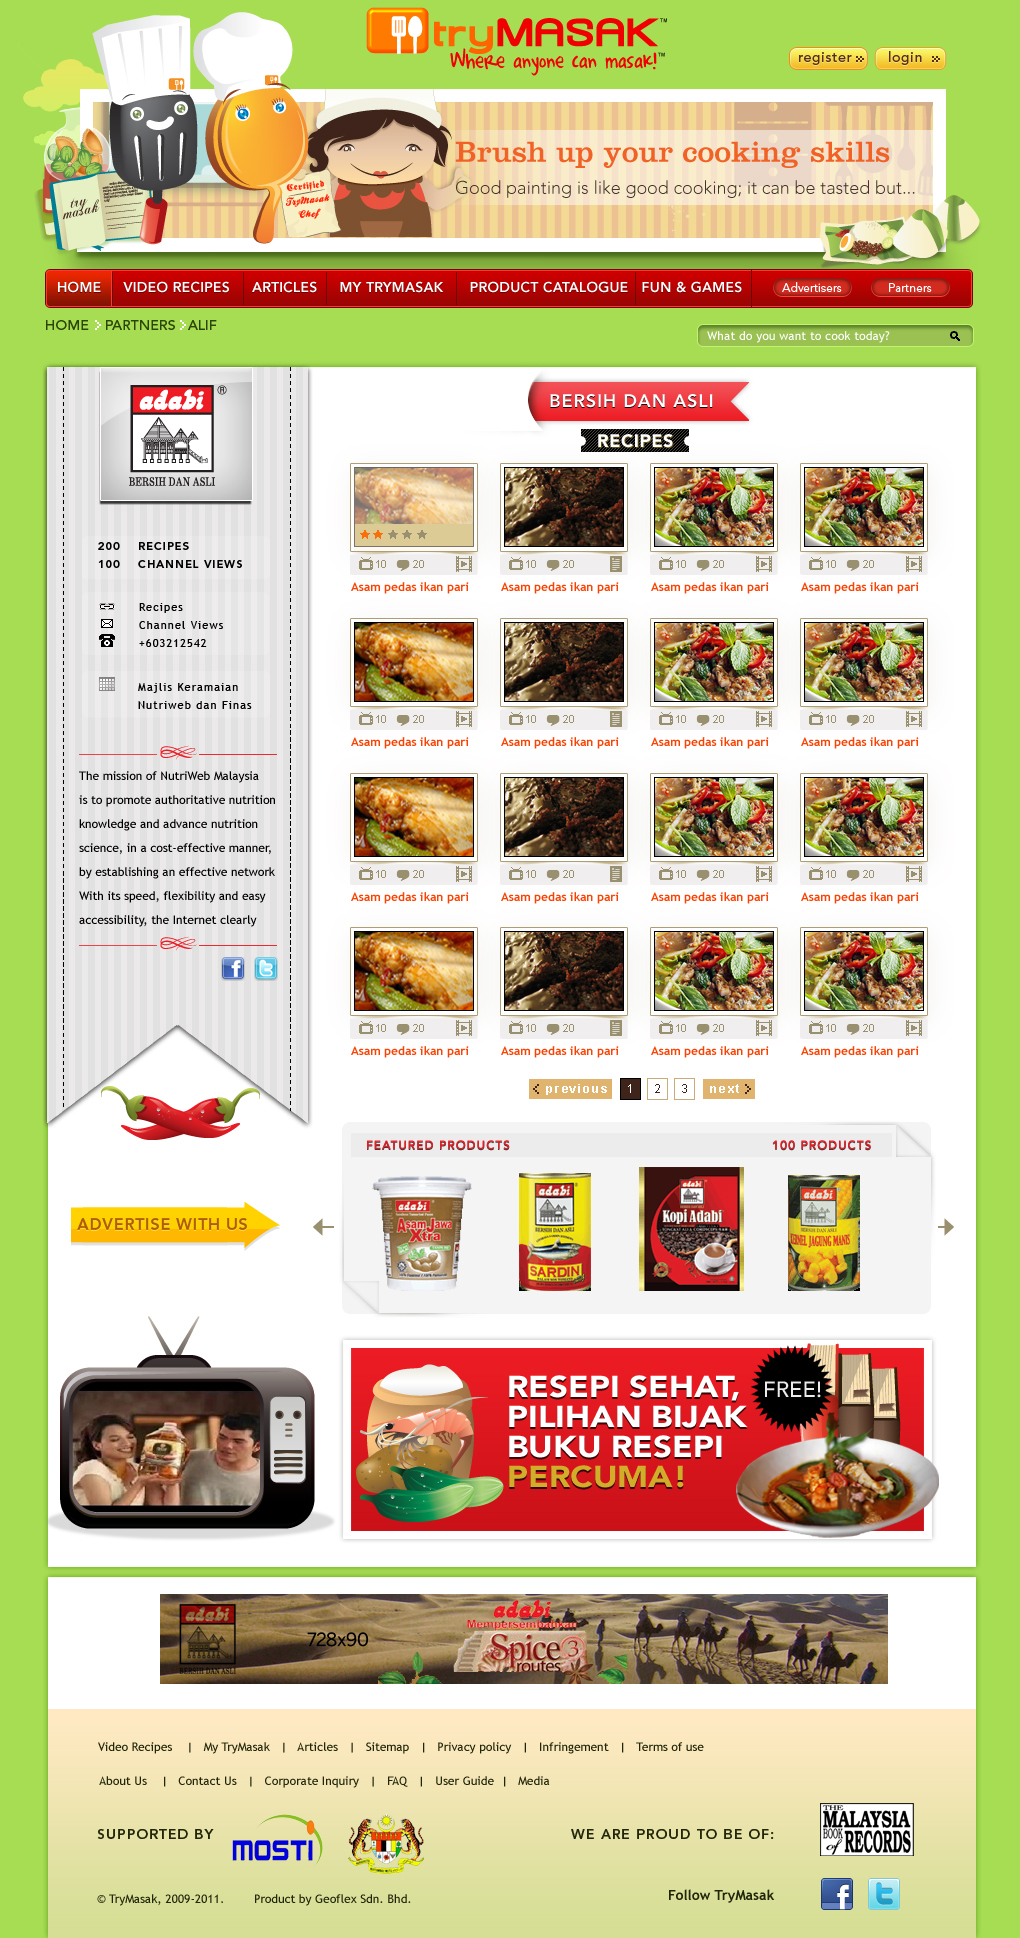 tryMASAK™
Where anyone can masak!™
register
login
Brush up your cooking skills
Good painting is like good cooking; it can be tasted but...
try
masak
Certified
TryMasak
Chef
HOME VIDEO RECIPES ARTICLES MY TRYMASAK PRODUCT CATALOGUE FUN & GAMES Advertisers Partners
HOME PARTNERS ALIF
What do you want to cook today?
adabi®
BERSIH DAN ASLI
200 RECIPES
100 CHANNEL VIEWS
Recipes
Channel Views
+603212542
Majlis Keramaian
Nutriweb dan Finas
The mission of NutriWeb Malaysia
is to promote authoritative nutrition
knowledge and advance nutrition
science, in a cost-effective manner,
by establishing an effective network
With its speed, flexibility and easy
accessibility, the Internet clearly
ADVERTISE WITH US
BERSIH DAN ASLI
RECIPES
10 20 10 20 10 20 10 20
Asam pedas ikan pari Asam pedas ikan pari Asam pedas ikan pari Asam pedas ikan pari
10 20 10 20 10 20 10 20
Asam pedas ikan pari Asam pedas ikan pari Asam pedas ikan pari Asam pedas ikan pari
10 20 10 20 10 20 10 20
Asam pedas ikan pari Asam pedas ikan pari Asam pedas ikan pari Asam pedas ikan pari
10 20 10 20 10 20 10 20
Asam pedas ikan pari Asam pedas ikan pari Asam pedas ikan pari Asam pedas ikan pari
previous 1 2 3 next
FEATURED PRODUCTS 100 PRODUCTS
adabi
Asam Jawa
Xtra
adabi
BERSIH DAN ASLI
SARDIN
adabi
Kopi Adabi
adabi
BERSIH DAN ASLI
JAGUNG MANIS
RESEPI SEHAT,
PILIHAN BIJAK
BUKU RESEPI
PERCUMA!
FREE!
adabi
BERSIH DAN ASLI
728x90
adabi
Mempersembahkan
Spice 3
routes
Video Recipes | My TryMasak | Articles | Sitemap | Privacy policy | Infringement | Terms of use
About Us | Contact Us | Corporate Inquiry | FAQ | User Guide | Media
SUPPORTED BY
MOSTI
WE ARE PROUD TO BE OF:
THE
MALAYSIA
BOOK of RECORDS
© TryMasak, 2009-2011. Product by Geoflex Sdn. Bhd.
Follow TryMasak